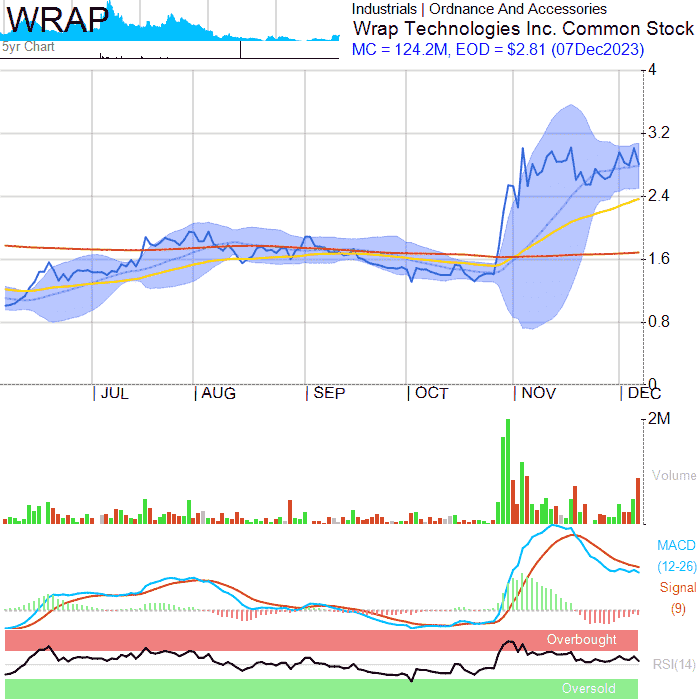 WRAP
5yr Chart
Industrials | Ordnance And Accessories
Wrap Technologies Inc. Common Stock
MC = 124.2M, EOD = $2.81 (07Dec2023)
4
3.2
2.4
1.6
0.8
0
JUL AUG SEP OCT NOV DEC
2M
Volume
MACD
(12-26)
Signal
(9)
Overbought
RSI(14)
Oversold